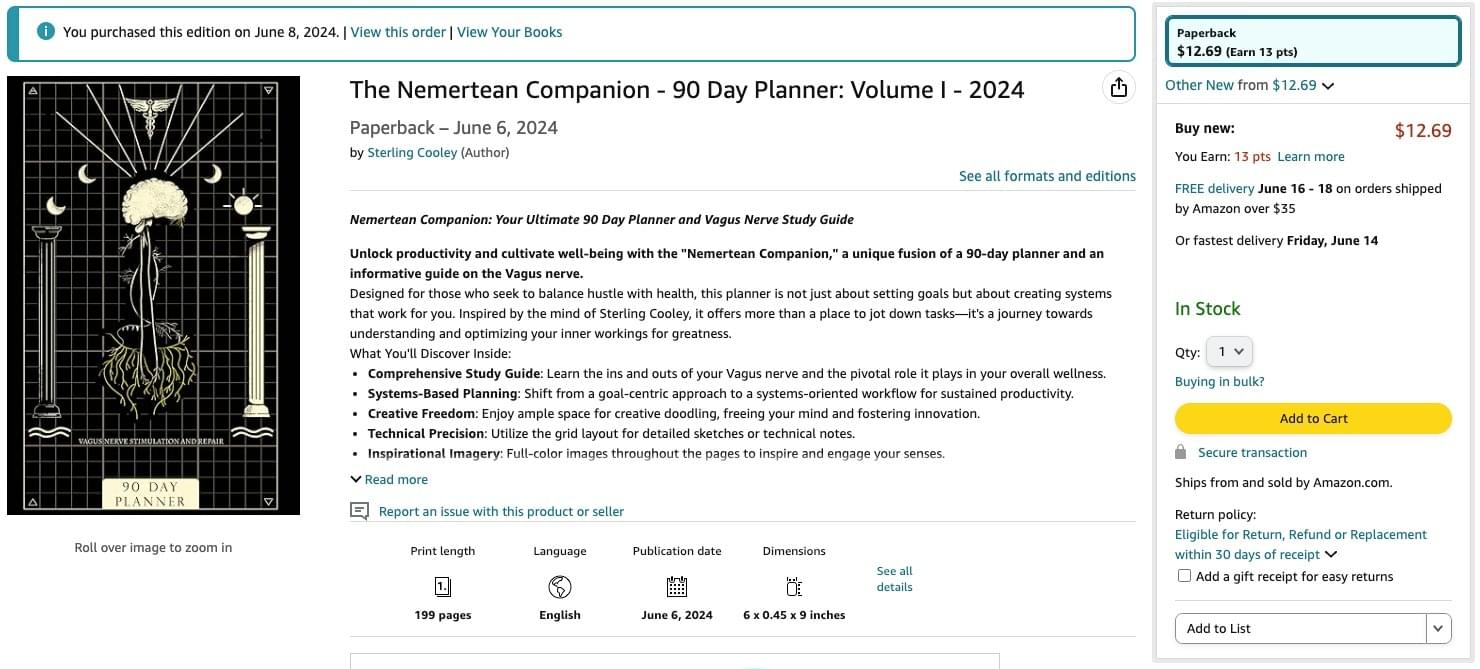 You purchased this edition on June 8, 2024. | View this order | View Your Books
VAGUS NERVE STIMULATION AND REPAIR
90 DAY
PLANNER
Roll over image to zoom in
The Nemertean Companion - 90 Day Planner: Volume I - 2024
Paperback – June 6, 2024
by Sterling Cooley (Author)
See all formats and editions
Nemertean Companion: Your Ultimate 90 Day Planner and Vagus Nerve Study Guide
Unlock productivity and cultivate well-being with the "Nemertean Companion," a unique fusion of a 90-day planner and an
informative guide on the Vagus nerve.
Designed for those who seek to balance hustle with health, this planner is not just about setting goals but about creating systems
that work for you. Inspired by the mind of Sterling Cooley, it offers more than a place to jot down tasks—it's a journey towards
understanding and optimizing your inner workings for greatness.
What You'll Discover Inside:
• Comprehensive Study Guide: Learn the ins and outs of your Vagus nerve and the pivotal role it plays in your overall wellness.
• Systems-Based Planning: Shift from a goal-centric approach to a systems-oriented workflow for sustained productivity.
• Creative Freedom: Enjoy ample space for creative doodling, freeing your mind and fostering innovation.
• Technical Precision: Utilize the grid layout for detailed sketches or technical notes.
• Inspirational Imagery: Full-color images throughout the pages to inspire and engage your senses.
Read more
Report an issue with this product or seller
Print length
1.
199 pages
Language
English
Publication date
June 6, 2024
Dimensions
6 x 0.45 x 9 inches
See all
details
Paperback
$12.69 (Earn 13 pts)
Other New from $12.69
Buy new: $12.69
You Earn: 13 pts Learn more
FREE delivery June 16 - 18 on orders shipped
by Amazon over $35
Or fastest delivery Friday, June 14
In Stock
Qty: 1
Buying in bulk?
Add to Cart
Secure transaction
Ships from and sold by Amazon.com.
Return policy:
Eligible for Return, Refund or Replacement
within 30 days of receipt
Add a gift receipt for easy returns
Add to List